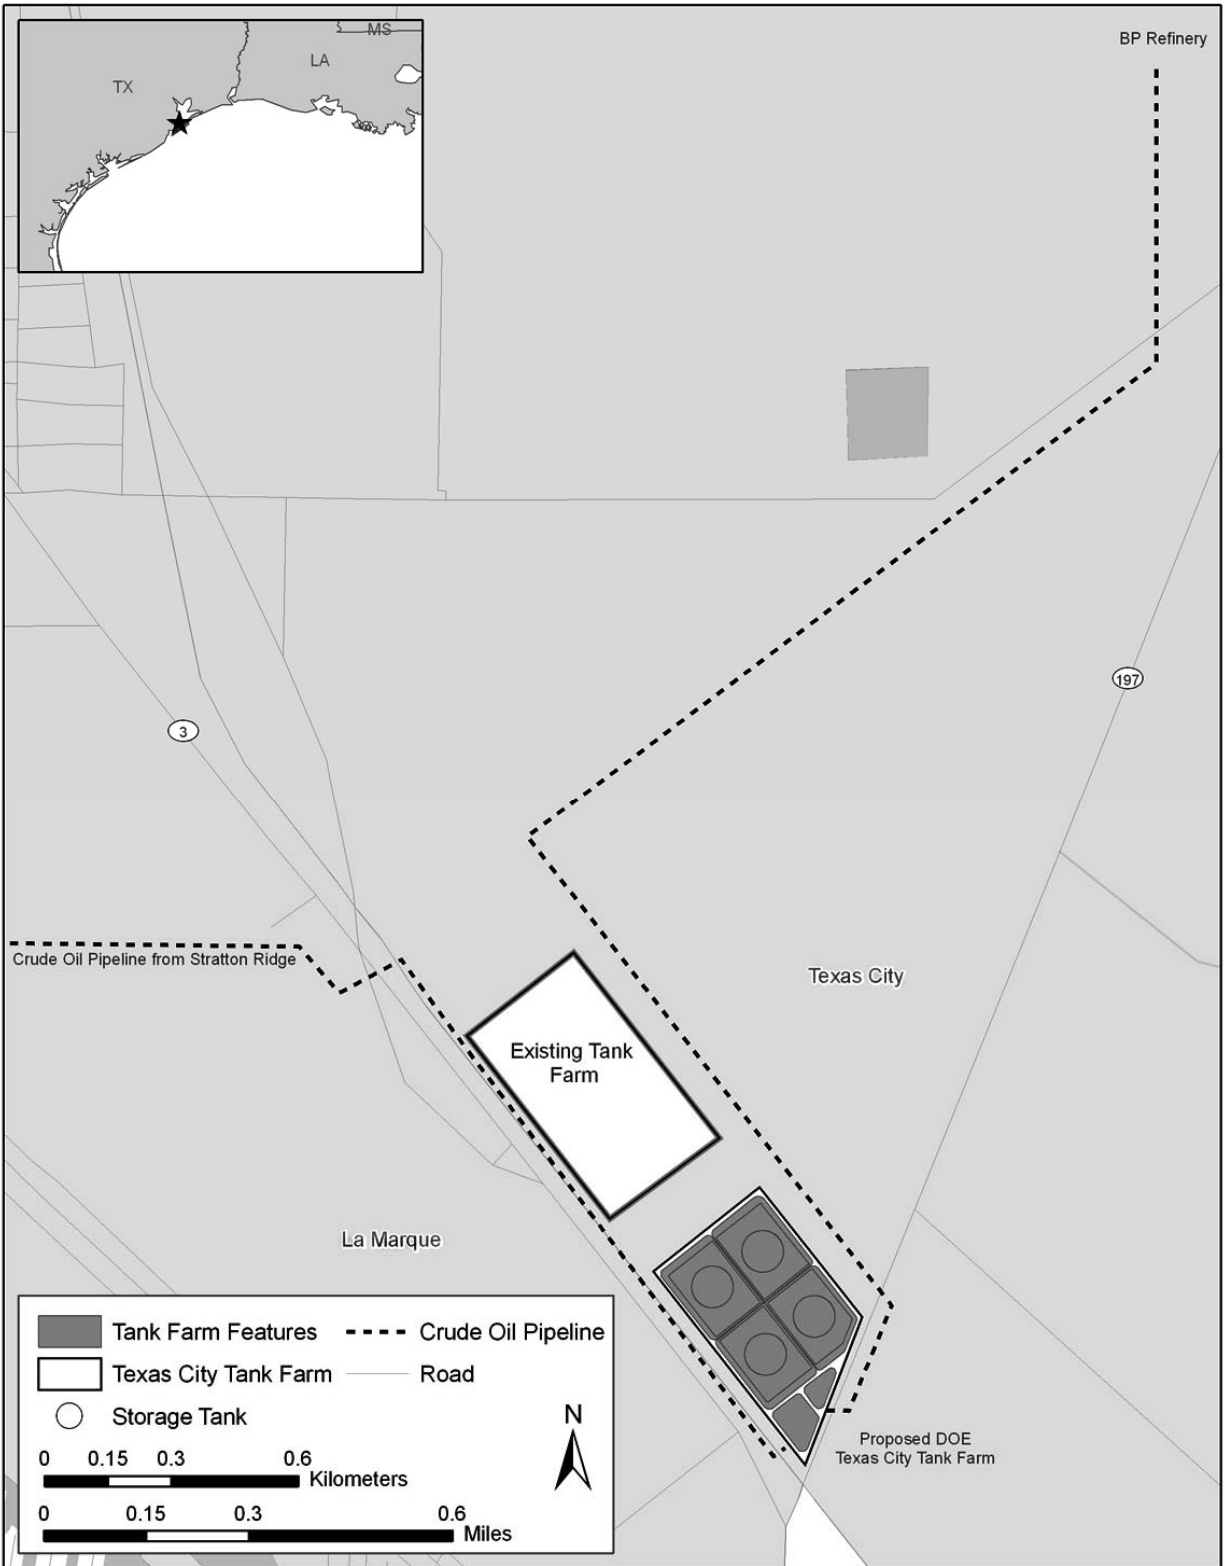 MS
LA
TX
BP Refinery
197
3
Crude Oil Pipeline from Stratton Ridge
Texas City
Existing Tank
Farm
La Marque
Proposed DOE
Texas City Tank Farm
Tank Farm Features
Crude Oil Pipeline
Texas City Tank Farm
Road
Storage Tank
N
0 0.15 0.3 0.6
Kilometers
0 0.15 0.3 0.6
Miles